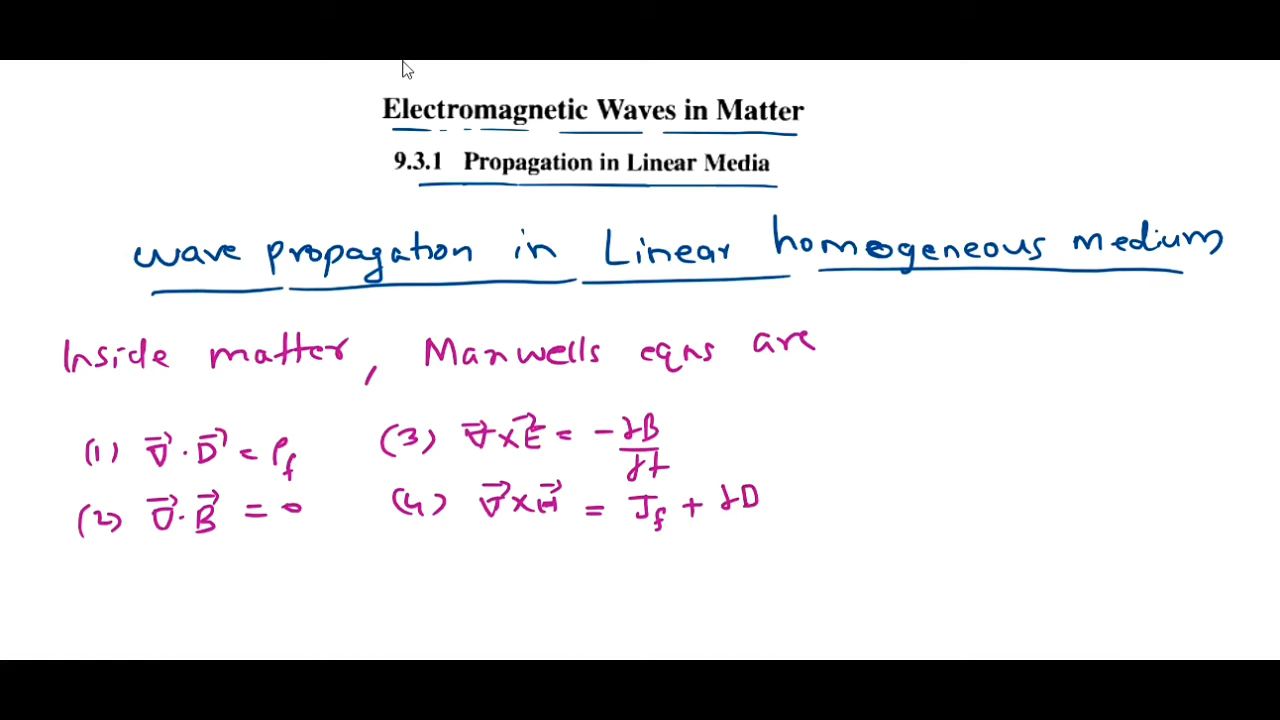 Electromagnetic Waves in Matter
9.3.1 Propagation in Linear Media
wave propagation in Linear homogeneous medium
Inside matter, Maxwells eqns are
(1) ∇⃗ · D⃗ = ρf (3) ∇⃗ × E⃗ = -∂B/∂t
(2) ∇⃗ · B⃗ = 0 (4) ∇⃗ × H⃗ = Jf + ∂D